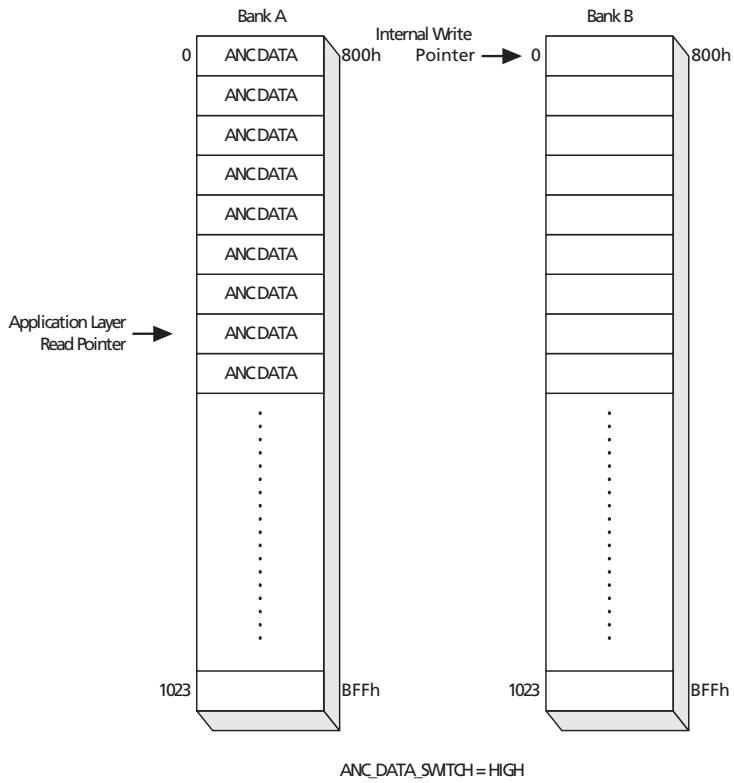 Bank A
0 ANC DATA 800h
ANC DATA
ANC DATA
ANC DATA
ANC DATA
ANC DATA
ANC DATA
ANC DATA
ANC DATA
Application Layer
Read Pointer
1023 BFFh
Bank B
Internal Write
Pointer 0 800h
1023 BFFh
ANC_DATA_SWITCH = HIGH